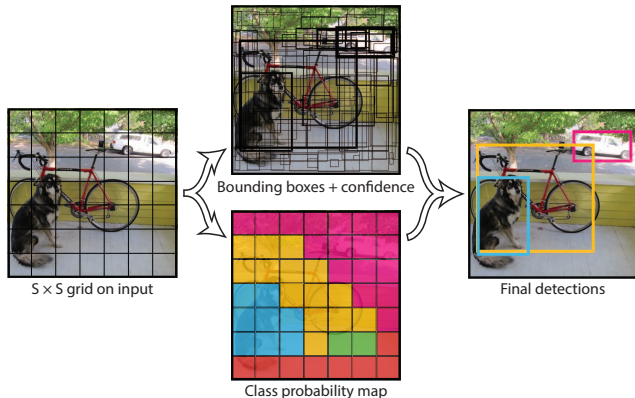 Bounding boxes + confidence
S × S grid on input
Final detections
Class probability map